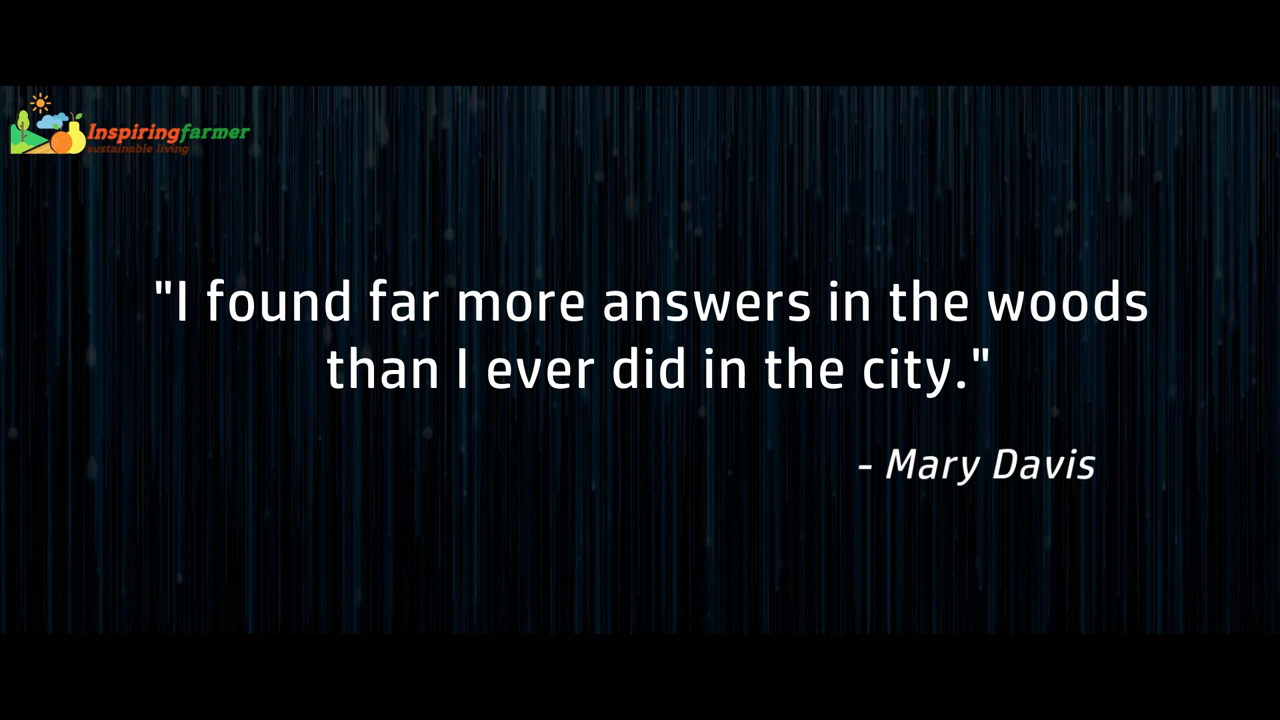 Inspiringfarmer
sustainable living
"I found far more answers in the woods
than I ever did in the city."
- Mary Davis